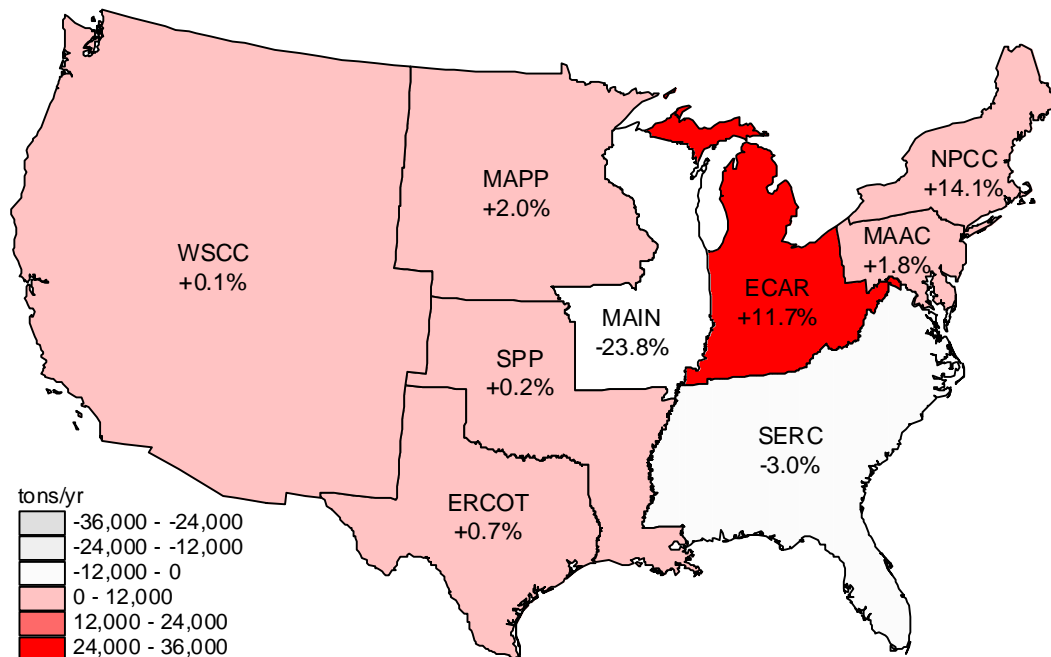 NPCC
+14.1%
MAPP
+2.0%
MAAC
+1.8%
WSCC
+0.1%
ECAR
+11.7%
MAIN
-23.8%
SPP
+0.2%
SERC
-3.0%
ERCOT
+0.7%
tons/yr
-36,000 - -24,000
-24,000 - -12,000
-12,000 - 0
0 - 12,000
12,000 - 24,000
24,000 - 36,000